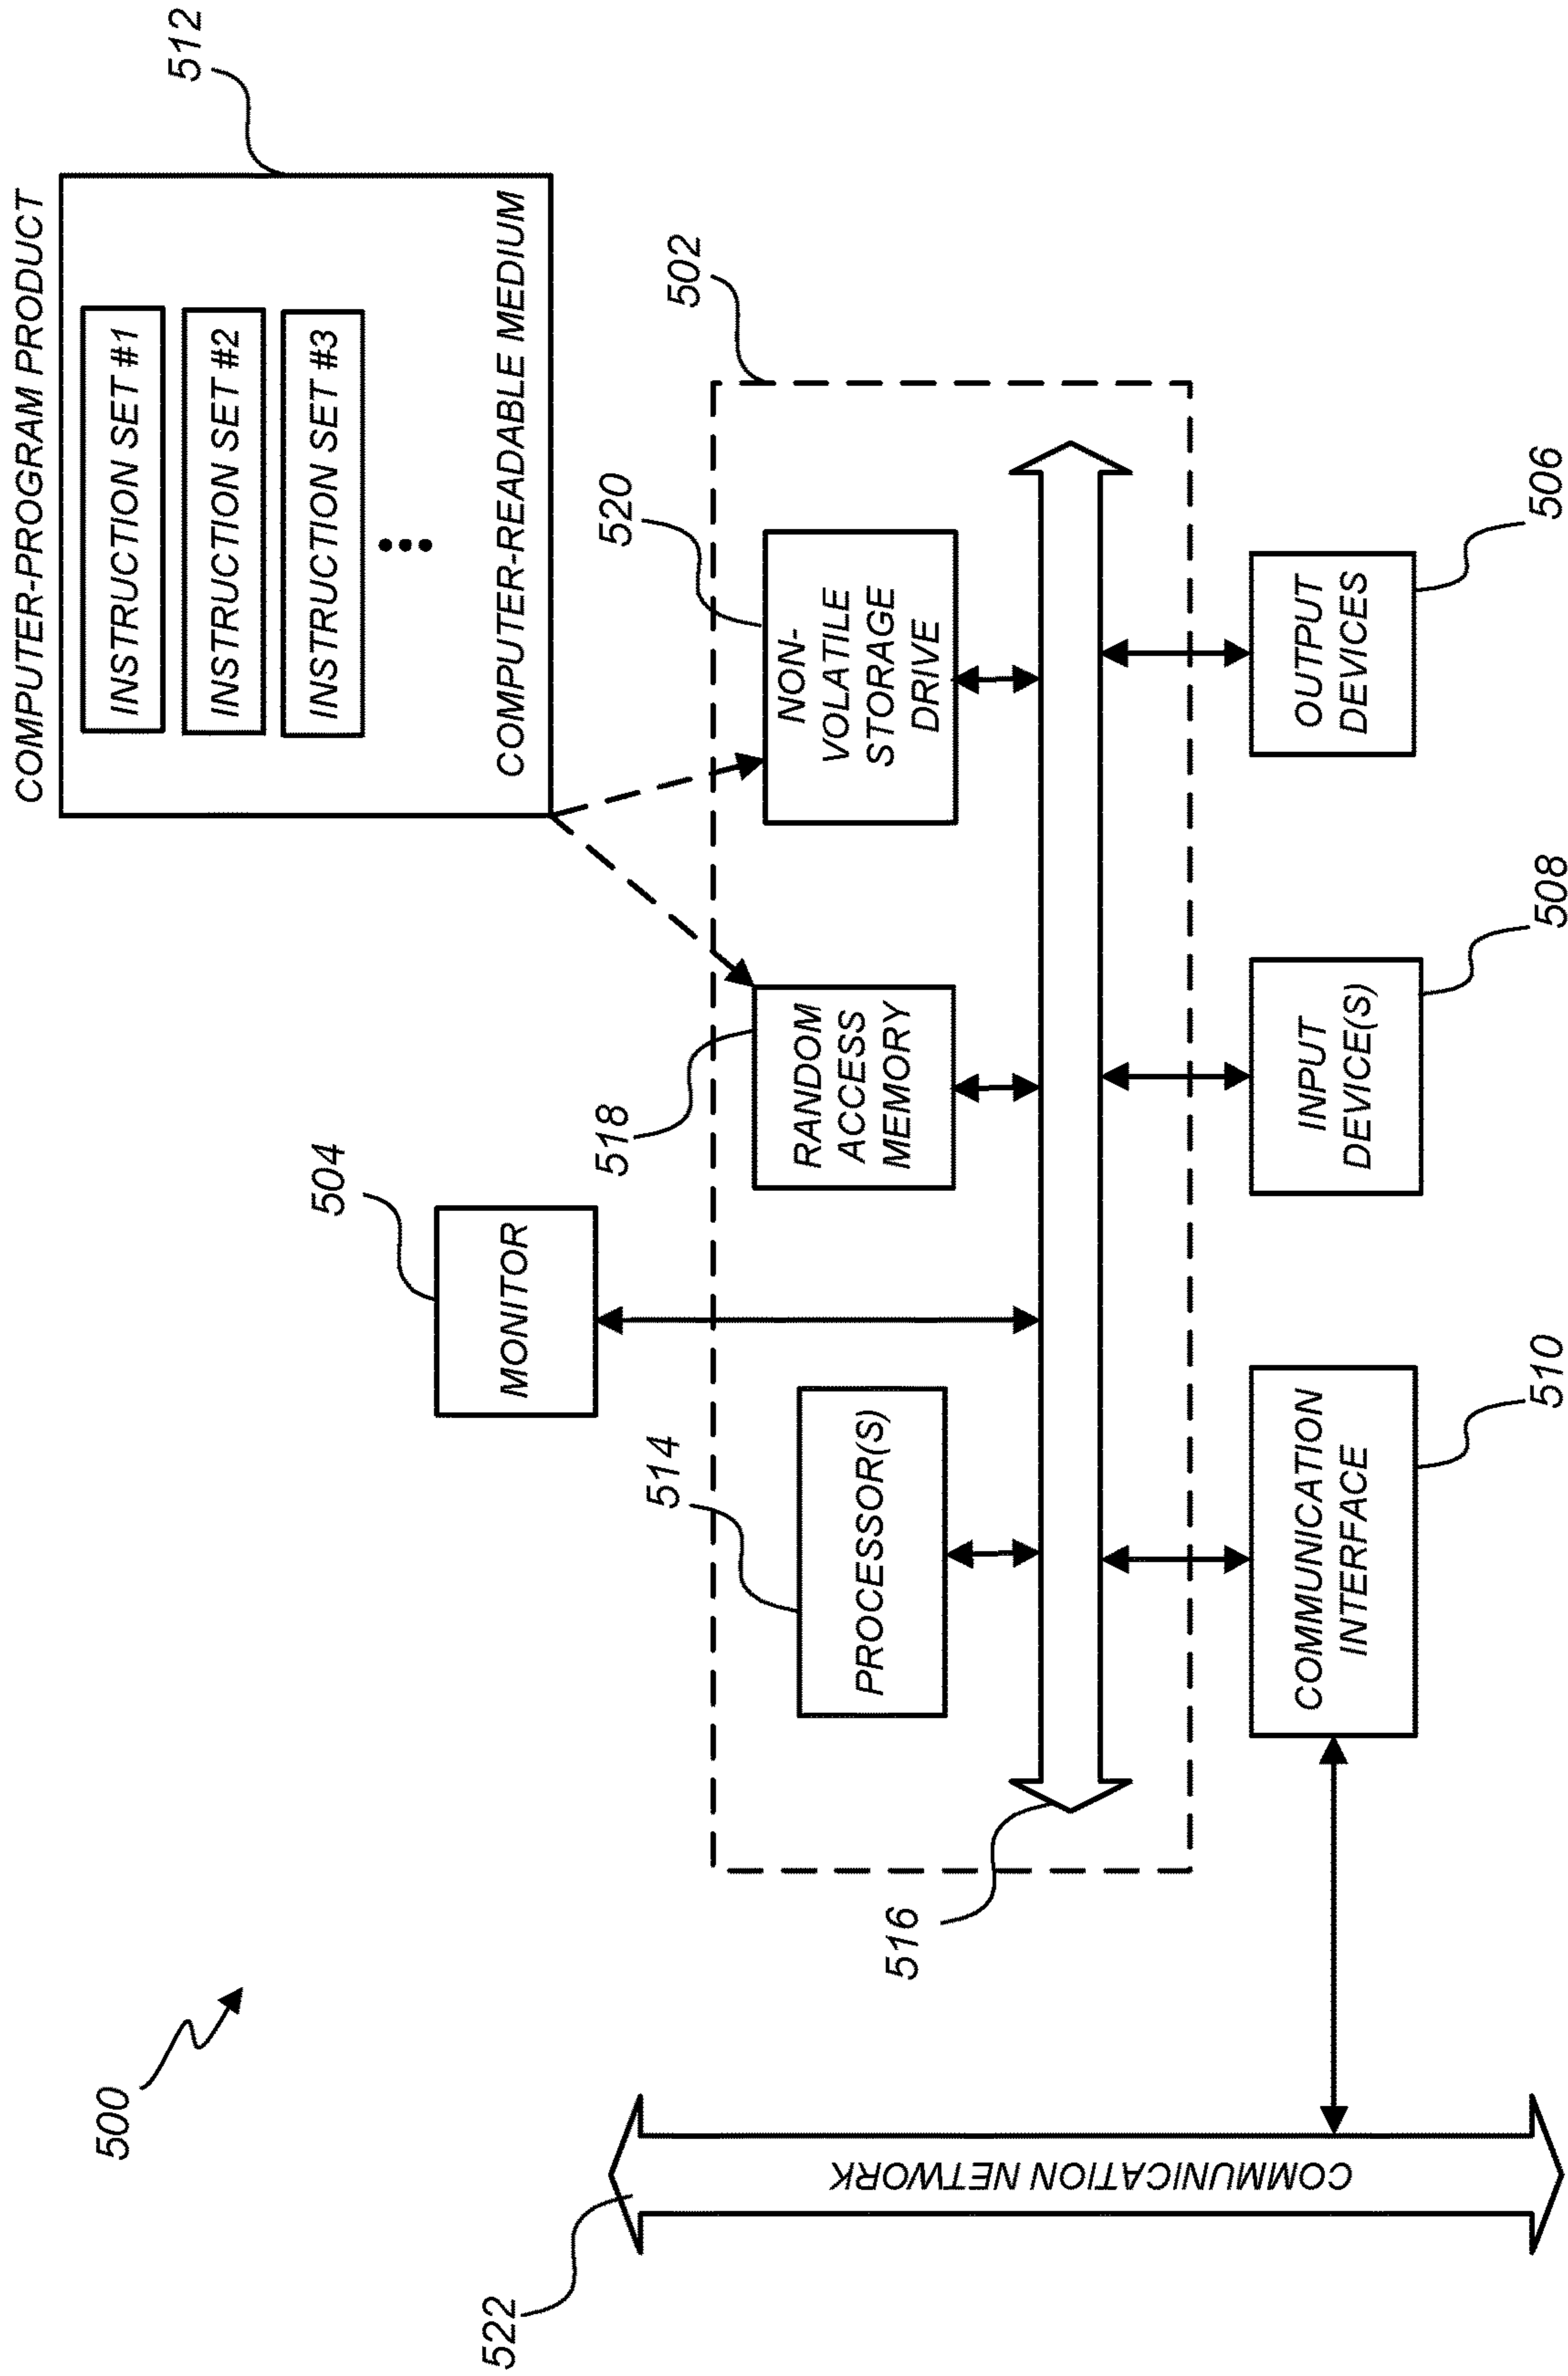 COMPUTER-PROGRAM PRODUCT
500
512
INSTRUCTION SET #1
INSTRUCTION SET #2
INSTRUCTION SET #3
COMPUTER-READABLE MEDIUM
504
MONITOR
502
514
PROCESSOR(S)
518
RANDOM
ACCESS
MEMORY
520
NON-
VOLATILE
STORAGE
DRIVE
516
522
COMMUNICATION NETWORK
COMMUNICATION
INTERFACE
510
INPUT
DEVICE(S)
508
OUTPUT
DEVICES
506